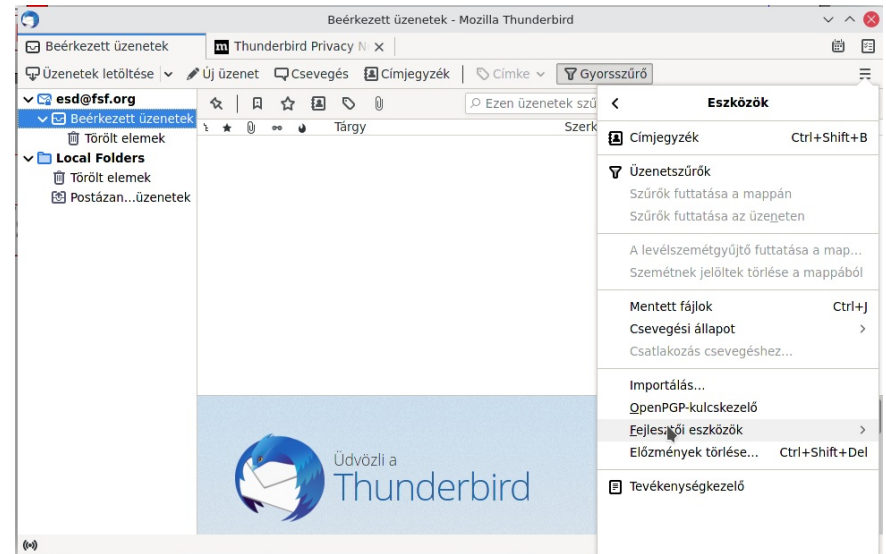 Beérkezett üzenetek - Mozilla Thunderbird
Beérkezett üzenetek
m Thunderbird Privacy N
Üzenetek letöltése Új üzenet Csevegés Címjegyzék Címke Gyorsszűrő
esd@fsf.org
Beérkezett üzenetek
Törölt elemek
Local Folders
Törölt elemek
Postázan...üzenetek
Ezen üzenetek szű
Tárgy Szerk
Üdvözli a
Thunderbird
Eszközök
Címjegyzék Ctrl+Shift+B
Üzenetszűrők
Szűrők futtatása a mappán
Szűrők futtatása az üzeneten
A levélszemétgyűjtő futtatása a map...
Szemétnek jelöltek törlése a mappából
Mentett fájlok Ctrl+J
Csevegési állapot
Csatlakozás csevegéshez...
Importálás...
OpenPGP-kulcskezelő
Fejlesztői eszközök
Előzmények törlése... Ctrl+Shift+Del
Tevékenységkezelő